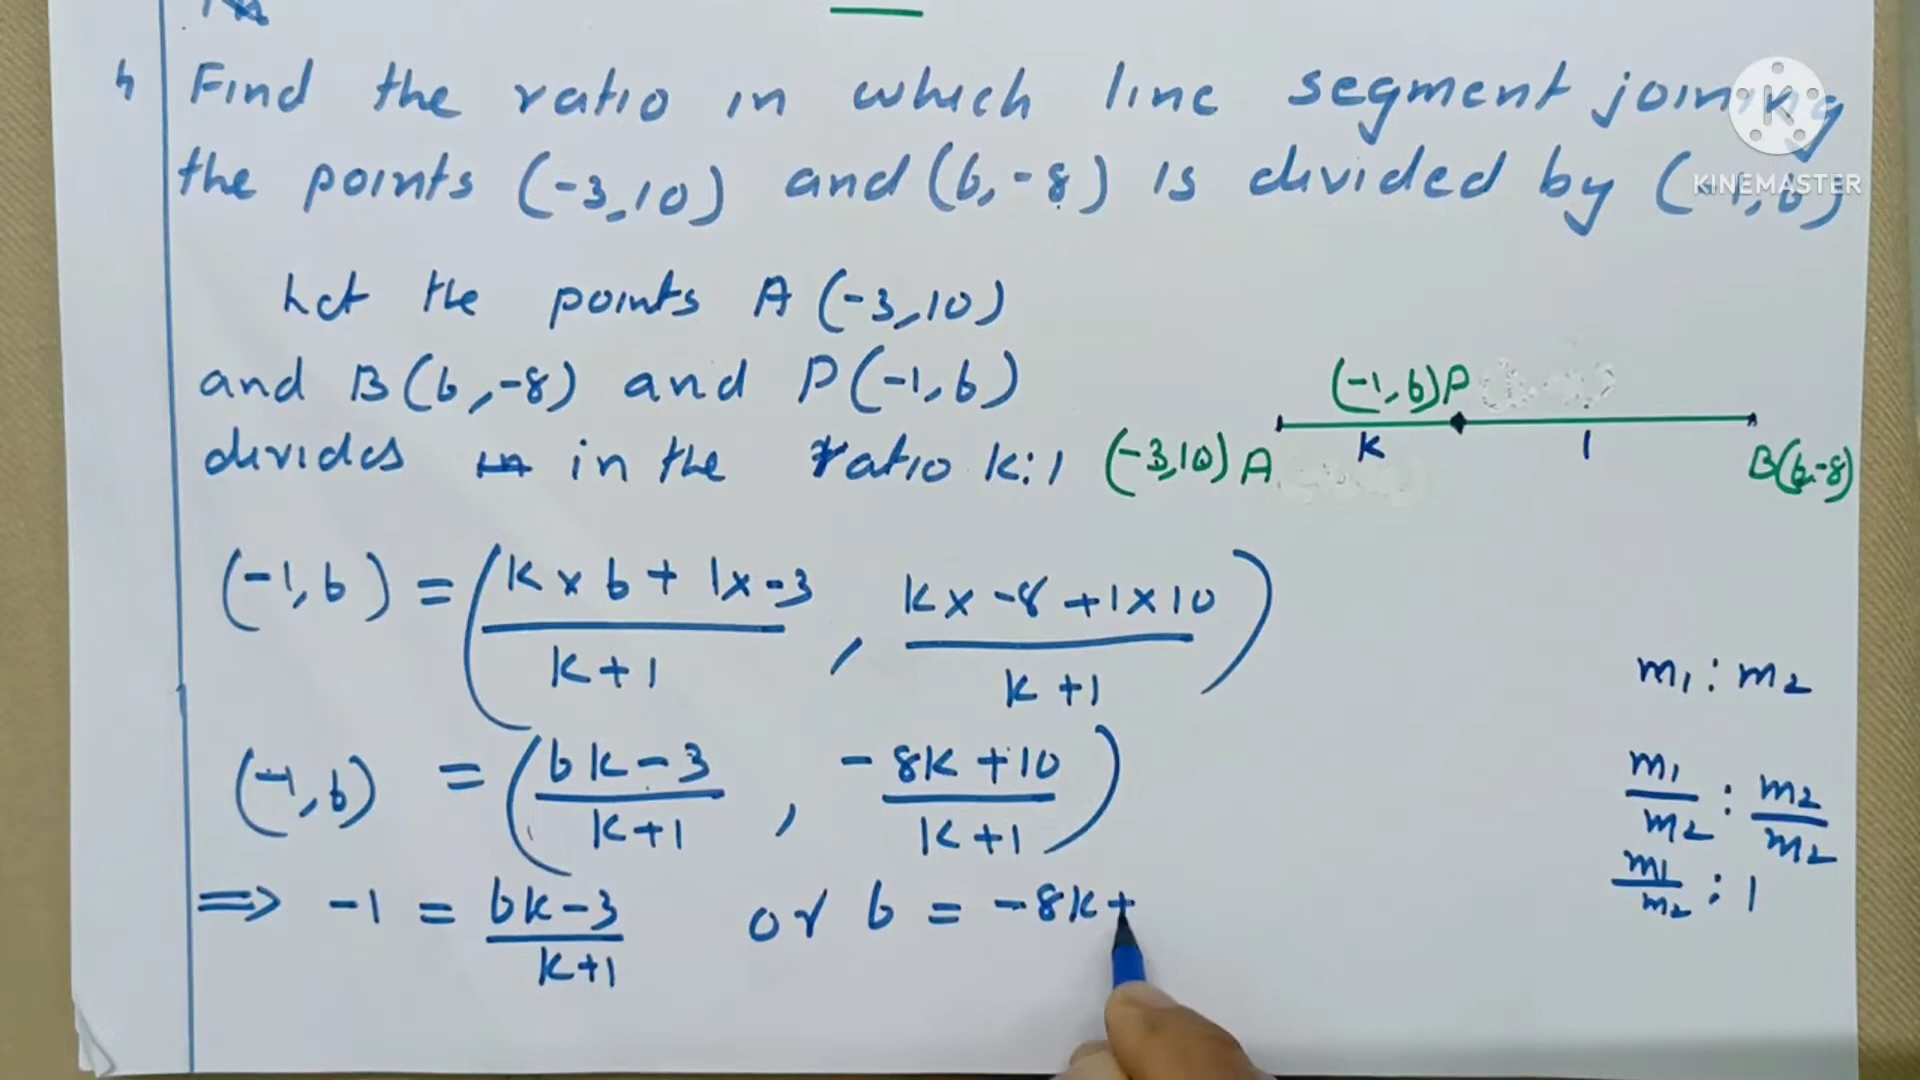 4 Find the ratio in which line segment joining
the points (-3,10) and (6,-8) is divided by (-1,6)
K
KINEMASTER
Let the points A (-3,10)
and B(6,-8) and P(-1,6)
divides in the ratio k:1
(-1,6)P
K 1
(-3,10) A B(6,-8)
(-1,6) = (K x 6 + 1x-3 / K+1 , K x -8 + 1 x 10 / K+1)
m1 : m2
(-1,6) = (6K-3 / K+1 , -8K+10 / K+1)
m1/m2 : m2/m2
m1/m2 : 1
=> -1 = 6K-3 / K+1 or 6 = -8K+